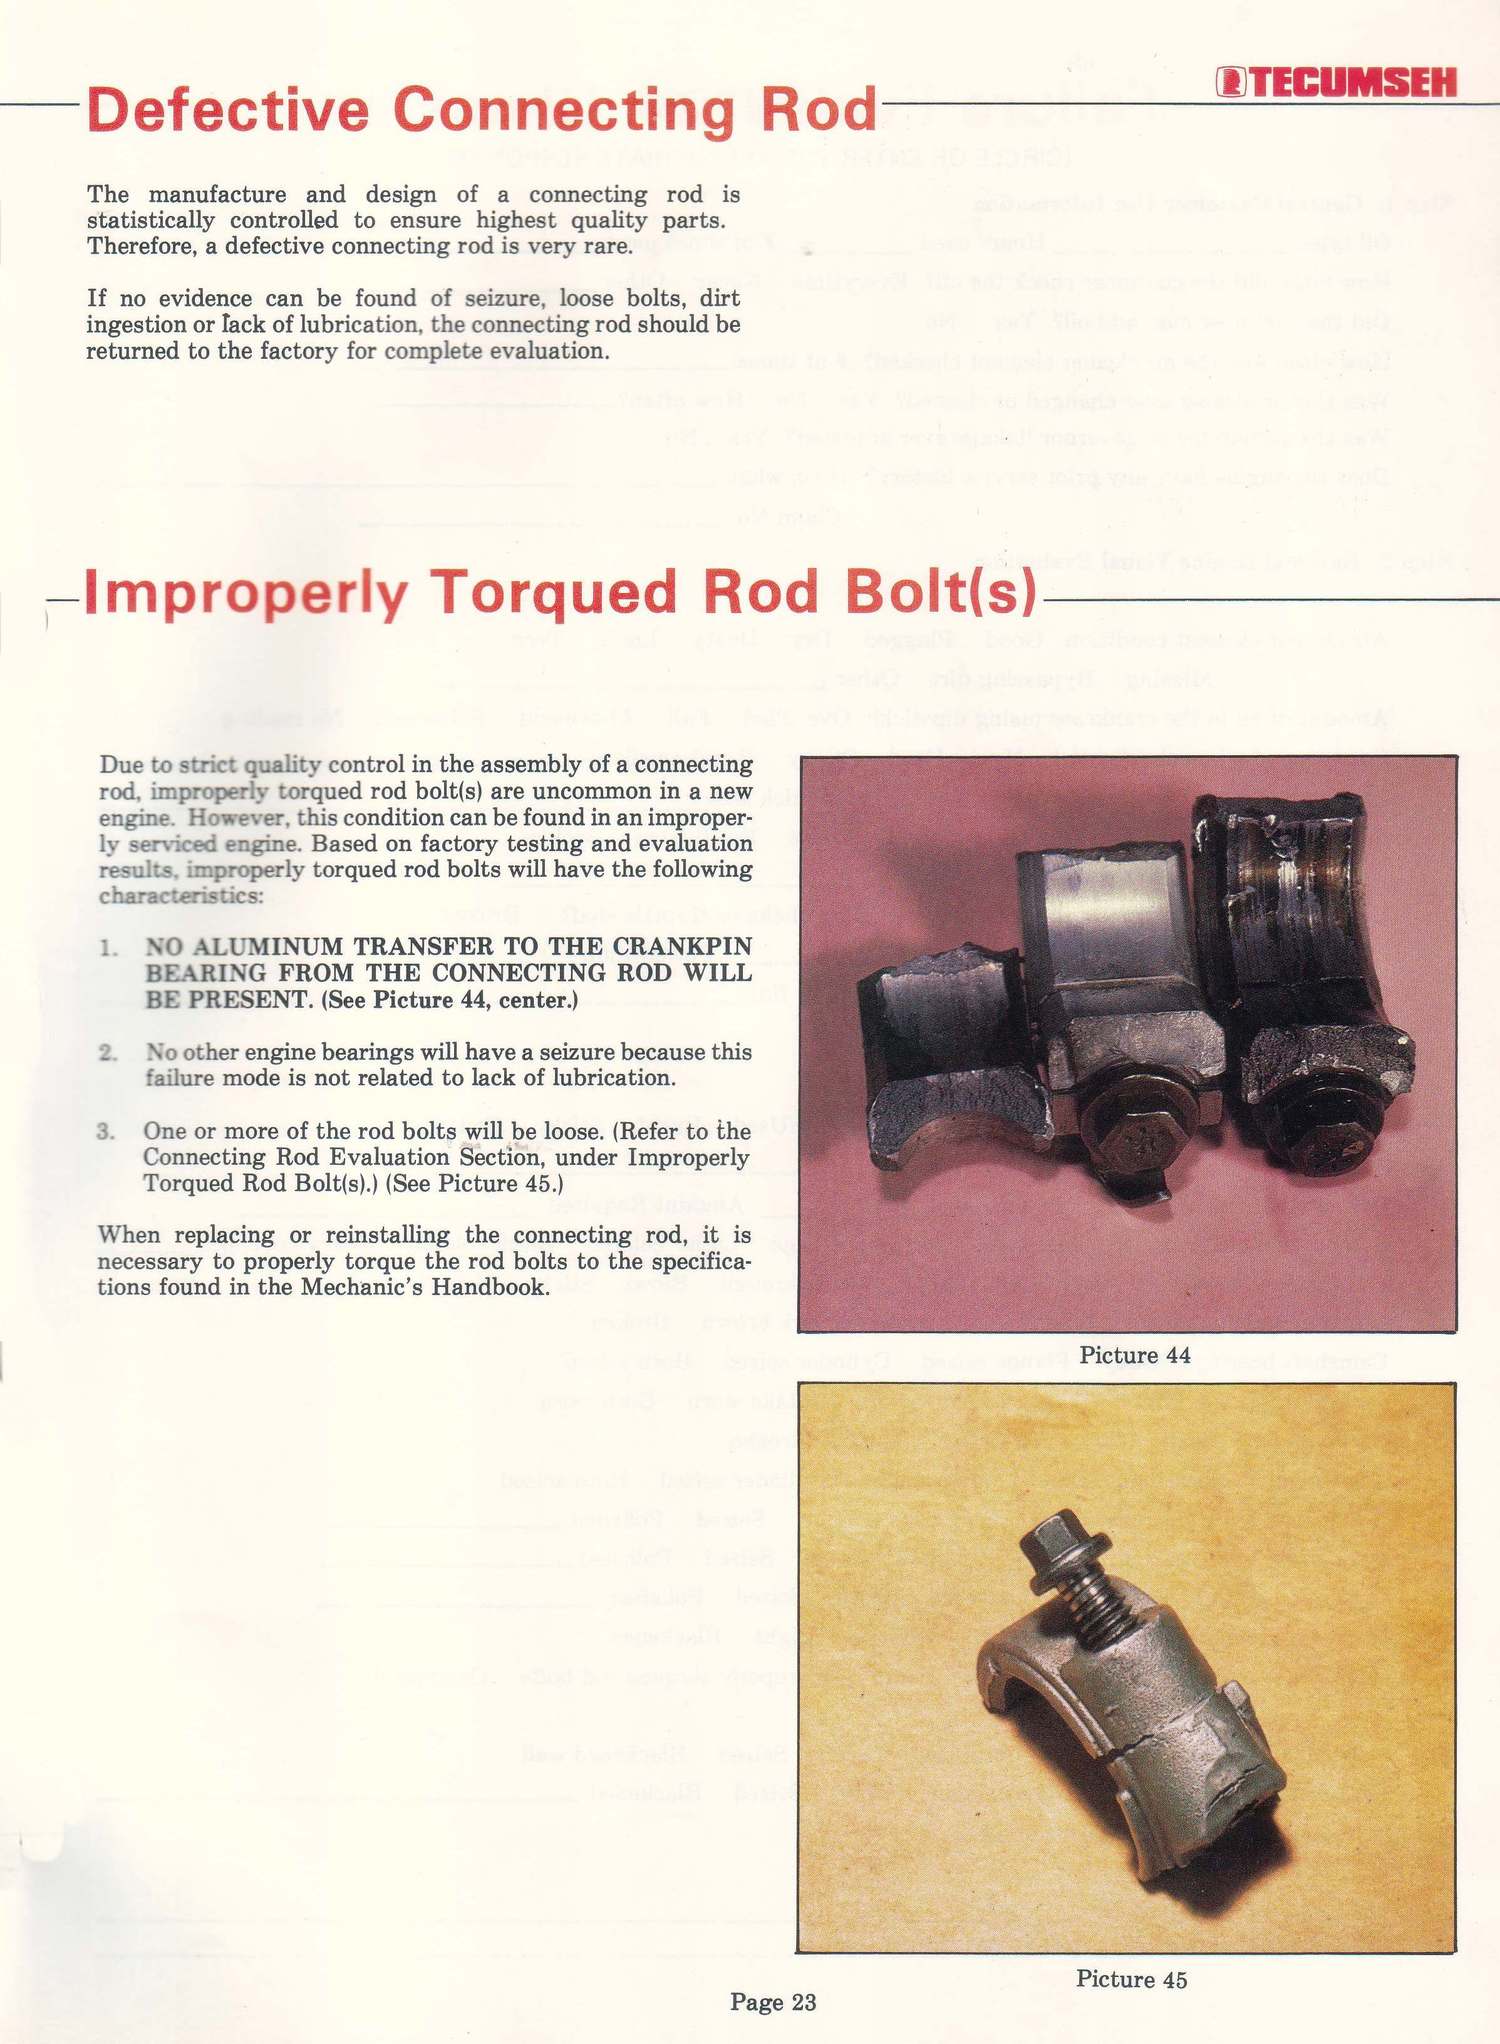 TECUMSEH
Defective Connecting Rod
The manufacture and design of a connecting rod is
statistically controlled to ensure highest quality parts.
Therefore, a defective connecting rod is very rare.
If no evidence can be found of seizure, loose bolts, dirt
ingestion or lack of lubrication, the connecting rod should be
returned to the factory for complete evaluation.
Improperly Torqued Rod Bolt(s)
Due to strict quality control in the assembly of a connecting
rod, improperly torqued rod bolt(s) are uncommon in a new
engine. However, this condition can be found in an improper-
ly serviced engine. Based on factory testing and evaluation
results, improperly torqued rod bolts will have the following
characteristics:
1. NO ALUMINUM TRANSFER TO THE CRANKPIN
BEARING FROM THE CONNECTING ROD WILL
BE PRESENT. (See Picture 44, center.)
2. No other engine bearings will have a seizure because this
failure mode is not related to lack of lubrication.
3. One or more of the rod bolts will be loose. (Refer to the
Connecting Rod Evaluation Section, under Improperly
Torqued Rod Bolt(s).) (See Picture 45.)
When replacing or reinstalling the connecting rod, it is
necessary to properly torque the rod bolts to the specifica-
tions found in the Mechanic's Handbook.
Picture 44
Picture 45
Page 23